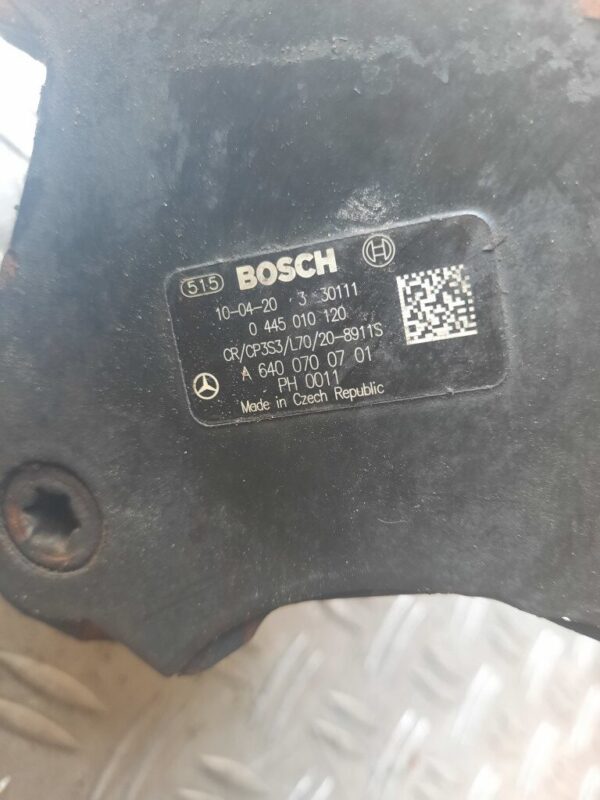 515 BOSCH
10-04-20 3 30111
0 445 010 120
CR/CP3S3/L70/20-8911S
A 640 070 07 01
PH 0011
Made in Czech Republic